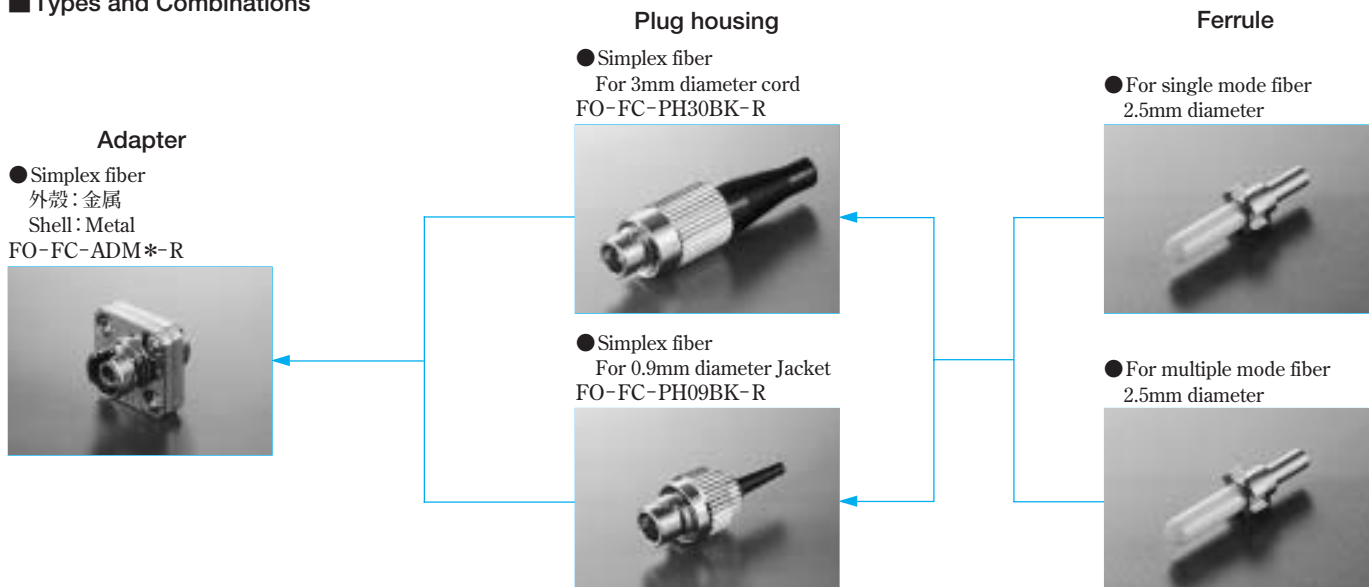 ■Types and Combinations
Plug housing
Ferrule
Adapter
●Simplex fiber
外殻：金属
Shell：Metal
FO-FC-ADM＊-R
●Simplex fiber
For 3mm diameter cord
FO-FC-PH30BK-R
●Simplex fiber
For 0.9mm diameter Jacket
FO-FC-PH09BK-R
●For single mode fiber
2.5mm diameter
●For multiple mode fiber
2.5mm diameter